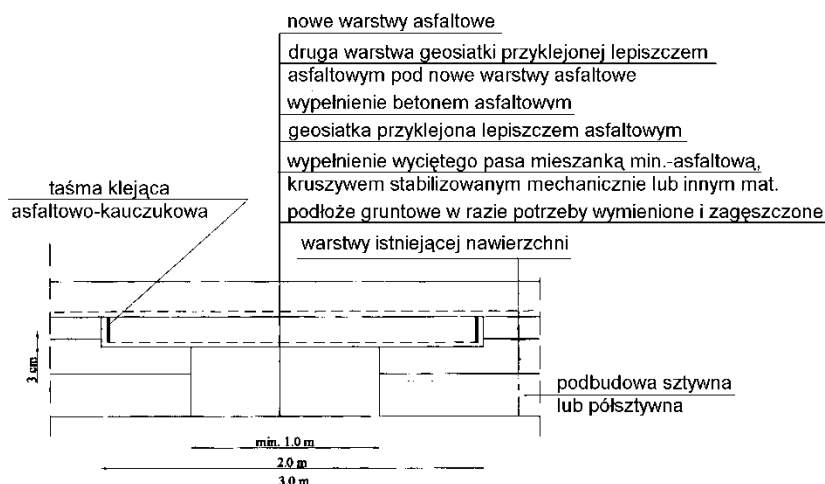 nowe warstwy asfaltowe
druga warstwa geosiatki przyklejonej lepiszczem
asfaltowym pod nowe warstwy asfaltowe
wypełnienie betonem asfaltowym
geosiatka przyklejona lepiszczem asfaltowym
wypełnienie wyciętego pasa mieszanką min.-asfaltową,
kruszywem stabilizowanym mechanicznie lub innym mat.
podłoże gruntowe w razie potrzeby wymienione i zagęszczone
warstwy istniejącej nawierzchni
taśma klejąca
asfaltowo-kauczukowa
3 cm
podbudowa sztywna
lub półsztywna
min. 1.0 m
2.0 m
3.0 m